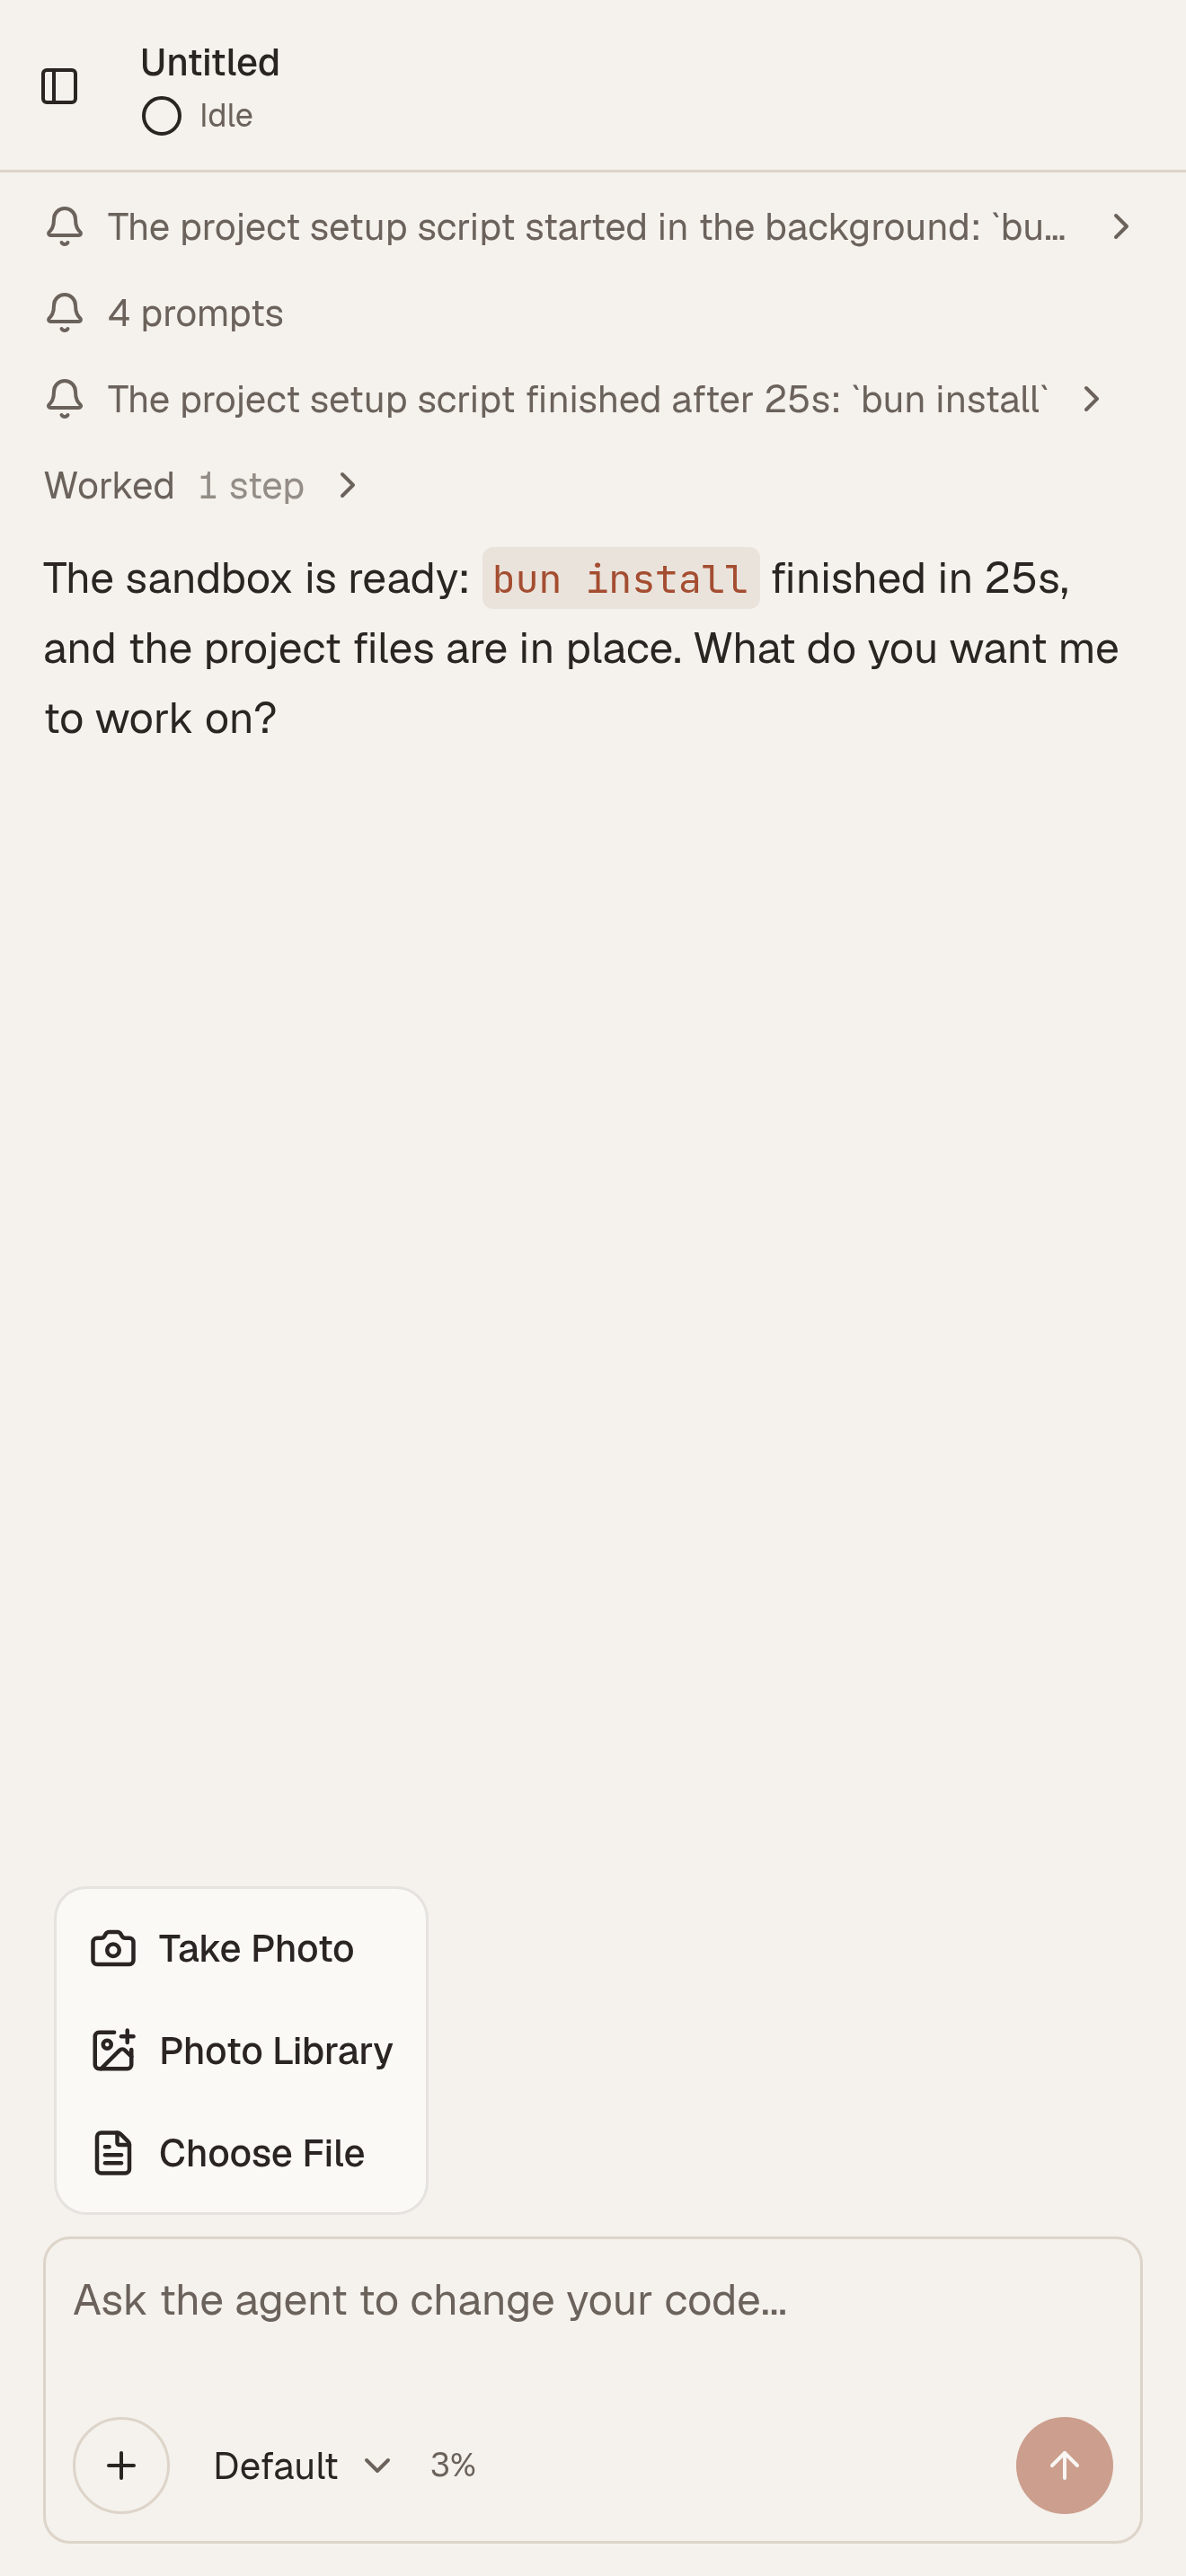 Untitled
Idle
The project setup script started in the background: `bu...
4 prompts
The project setup script finished after 25s: `bun install`
Worked 1 step
The sandbox is ready: bun install finished in 25s,
and the project files are in place. What do you want me
to work on?
Take Photo
Photo Library
Choose File
Ask the agent to change your code...
Default 3%